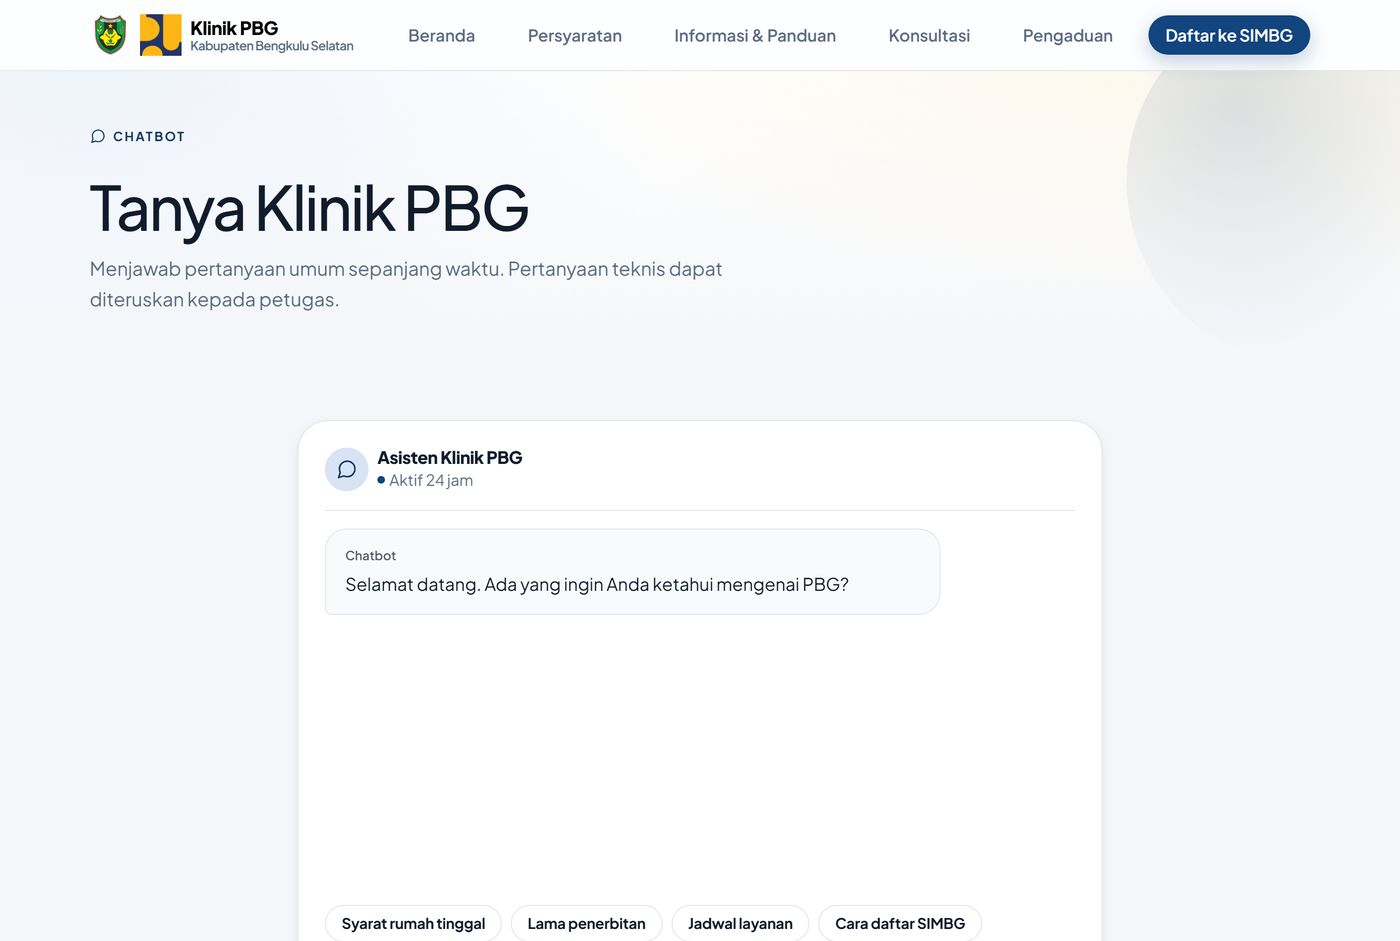 Klinik PBG
Kabupaten Bengkulu Selatan
Beranda
Persyaratan
Informasi & Panduan
Konsultasi
Pengaduan
Daftar ke SIMBG
CHATBOT
Tanya Klinik PBG
Menjawab pertanyaan umum sepanjang waktu. Pertanyaan teknis dapat
diteruskan kepada petugas.
Asisten Klinik PBG
Aktif 24 jam
Chatbot
Selamat datang. Ada yang ingin Anda ketahui mengenai PBG?
Syarat rumah tinggal
Lama penerbitan
Jadwal layanan
Cara daftar SIMBG